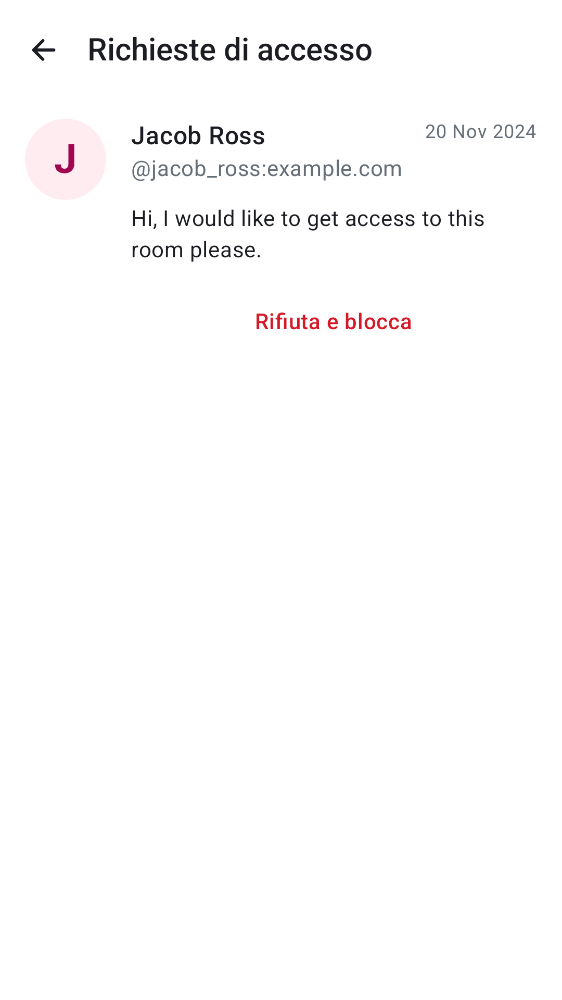 Richieste di accesso
J
Jacob Ross
20 Nov 2024
@jacob_ross:example.com
Hi, I would like to get access to this
room please.
Rifiuta e blocca